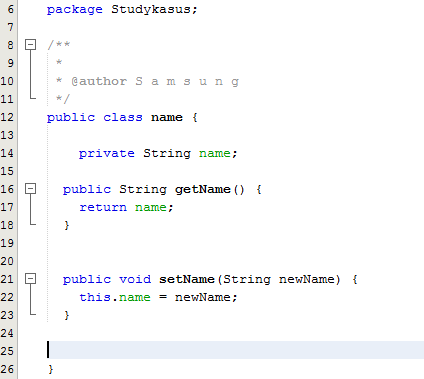 6 package Studykasus;
7
8 /**
9 *
10 * @author S a m s u n g
11 */
12 public class name {
13
14 private String name;
15
16 public String getName() {
17 return name;
18 }
19
20
21 public void setName(String newName) {
22 this.name = newName;
23 }
24
25
26 }